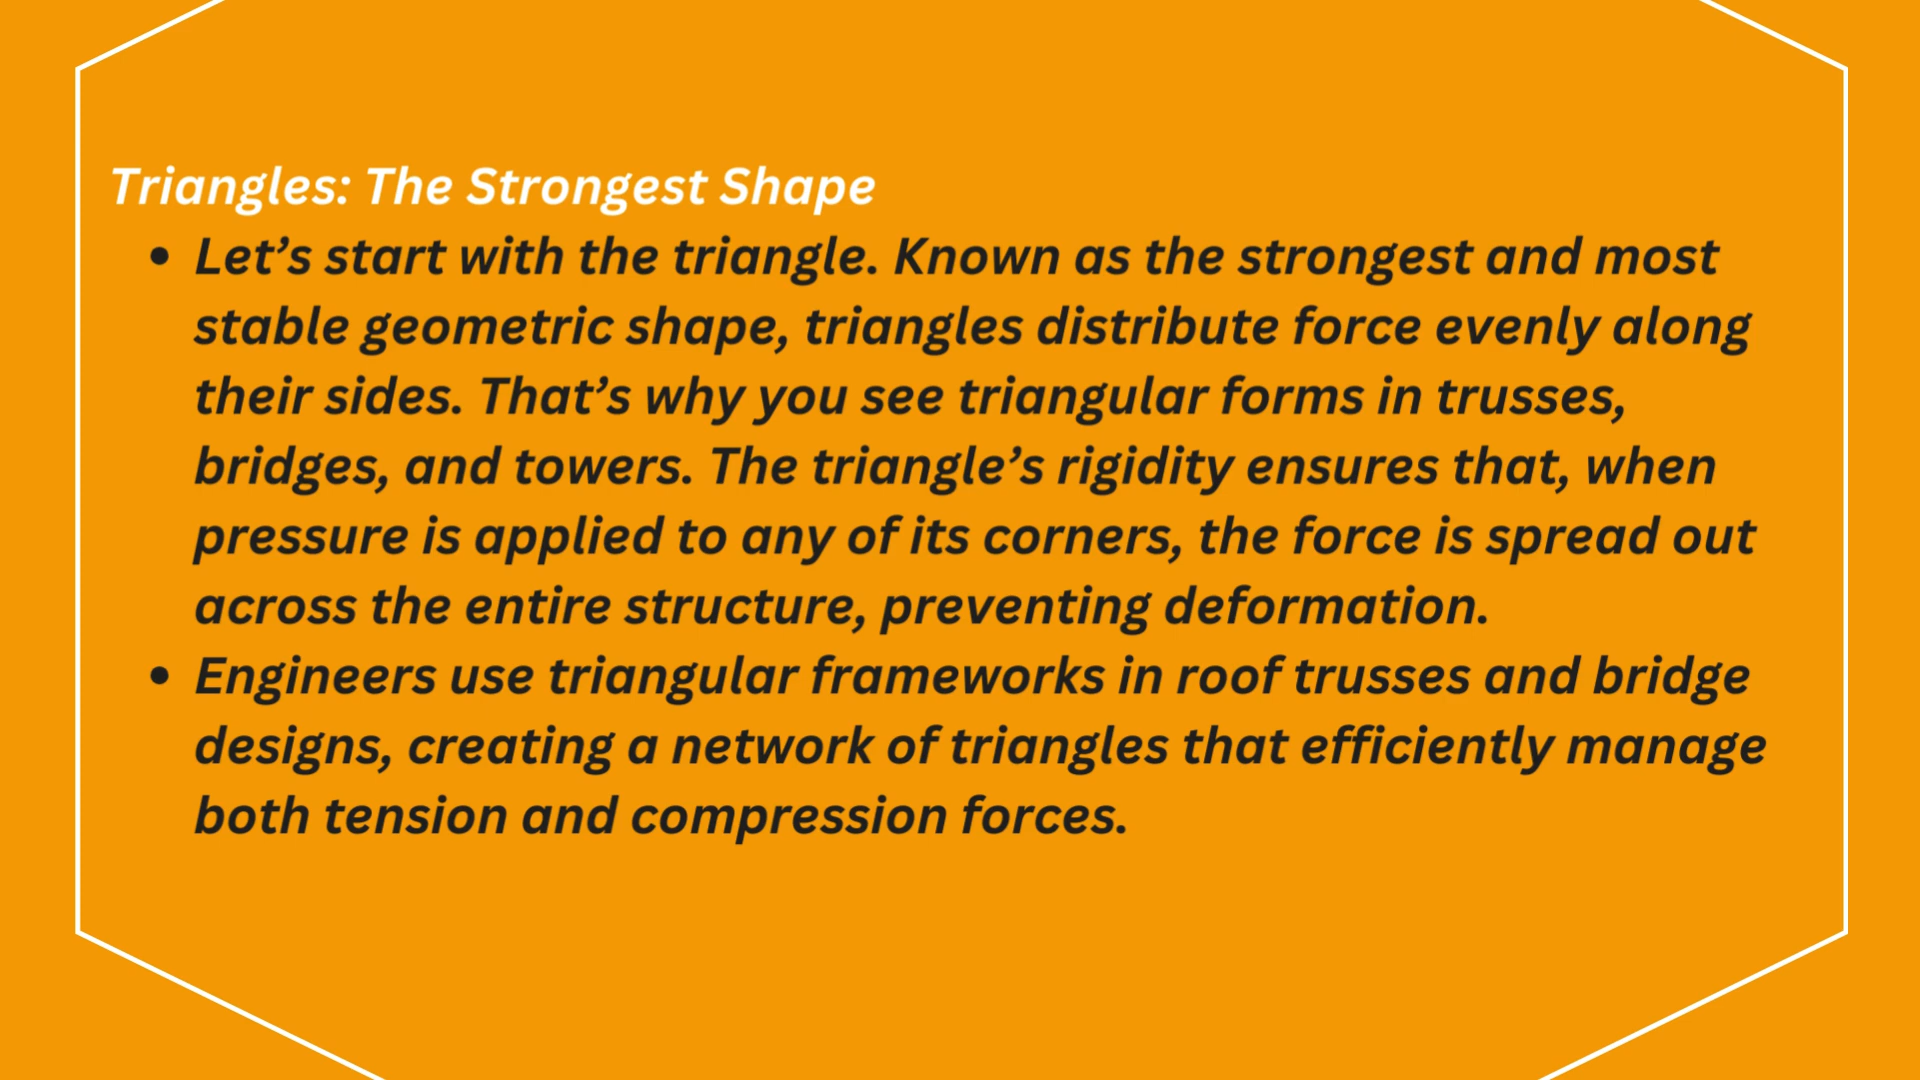 Triangles: The Strongest Shape
• Let’s start with the triangle. Known as the strongest and most
stable geometric shape, triangles distribute force evenly along
their sides. That’s why you see triangular forms in trusses,
bridges, and towers. The triangle’s rigidity ensures that, when
pressure is applied to any of its corners, the force is spread out
across the entire structure, preventing deformation.
• Engineers use triangular frameworks in roof trusses and bridge
designs, creating a network of triangles that efficiently manage
both tension and compression forces.